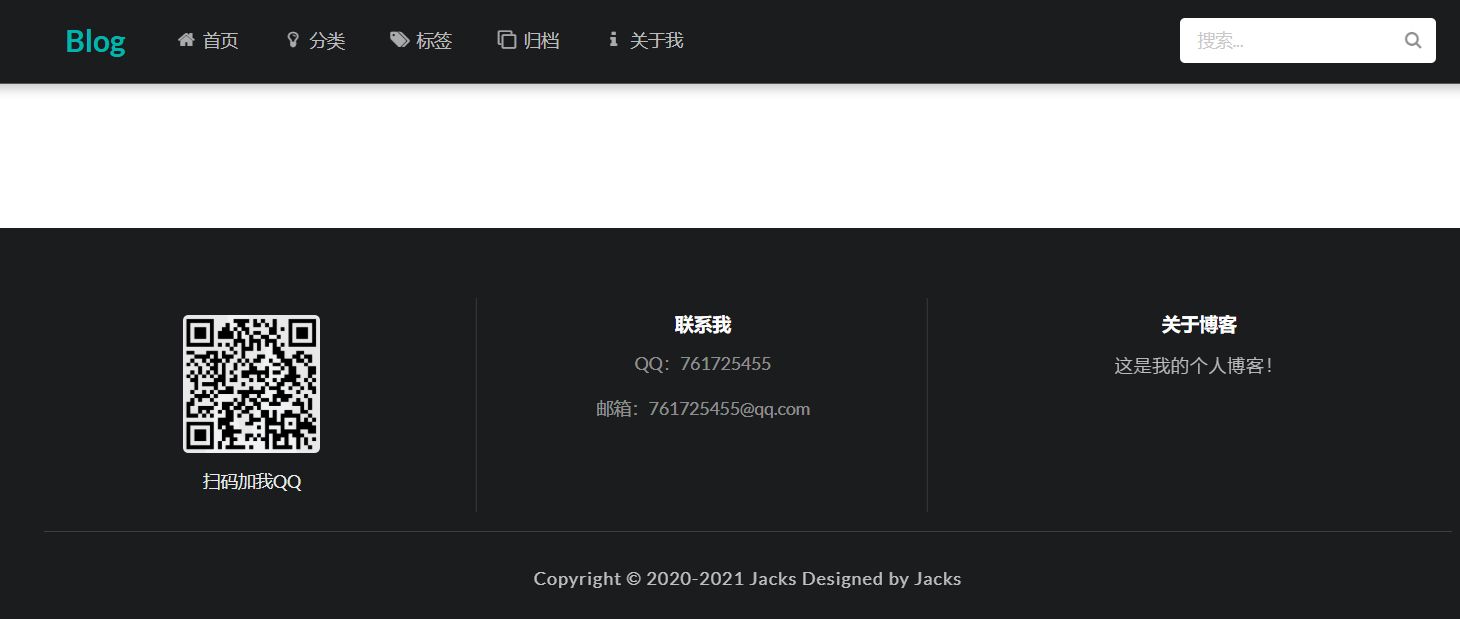 Blog 首页 分类 标签 归档 关于我 搜索...
扫码加我QQ
联系我
QQ：761725455
邮箱：761725455@qq.com
关于博客
这是我的个人博客！
Copyright © 2020-2021 Jacks Designed by Jacks